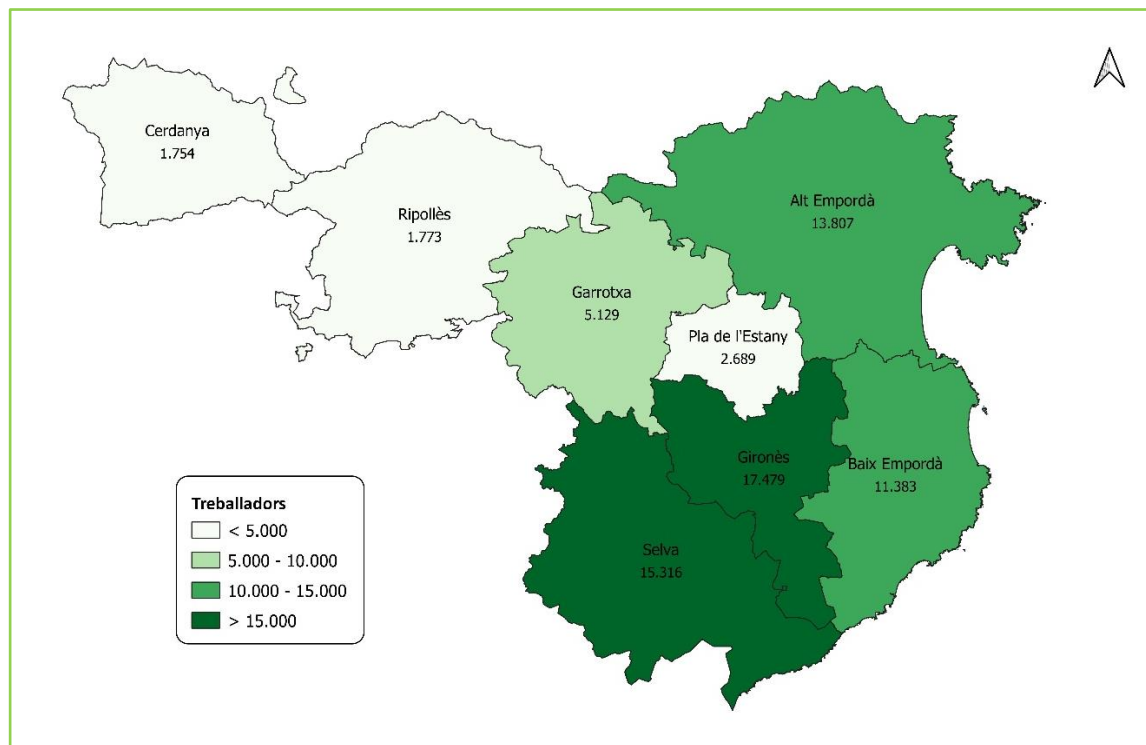 Cerdanya
1.754
Ripollès
1.773
Alt Empordà
13.807
Garrotxa
5.129
Pla de l'Estany
2.689
Gironès
17.479
Baix Empordà
11.383
Selva
15.316
Treballadors
< 5.000
5.000 - 10.000
10.000 - 15.000
> 15.000